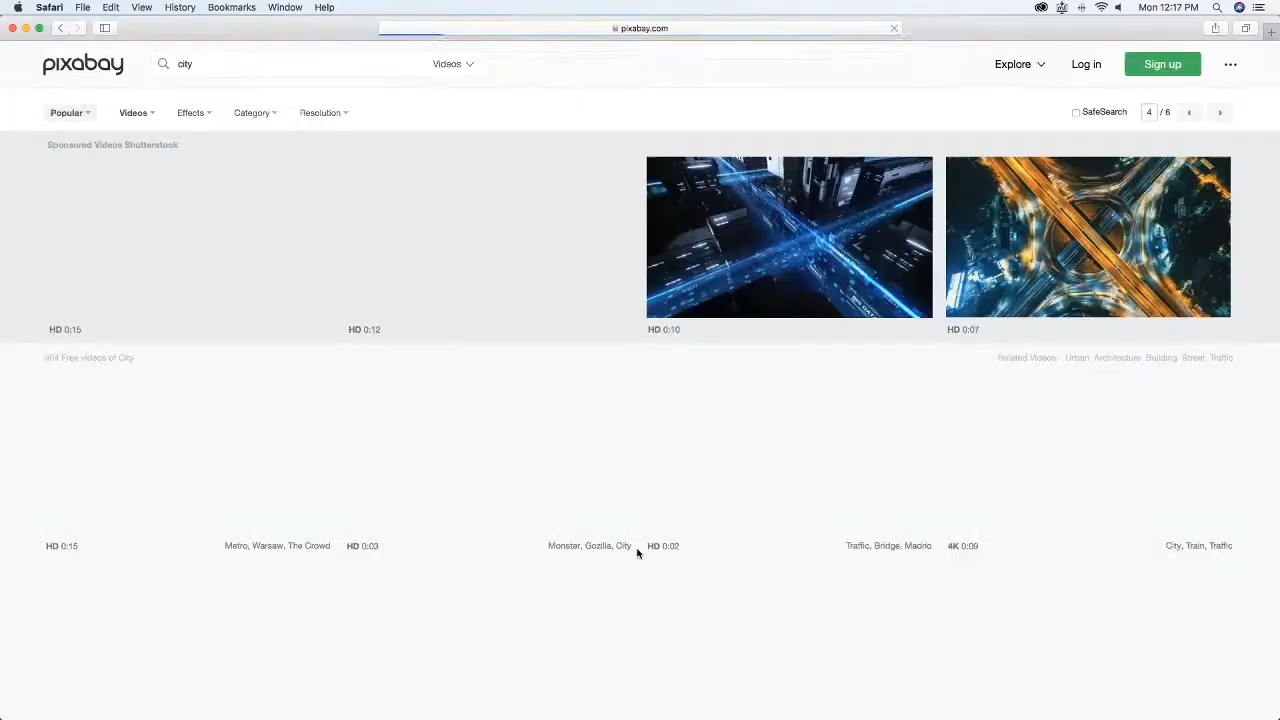 Safari File Edit View History Bookmarks Window Help Mon 12:17 PM
pixabay.com
pixabay city Videos Explore Log in Sign up
Popular Videos Effects Category Resolution SafeSearch 4 / 6
Sponsored Videos Shutterstock
HD 0:15 HD 0:12 HD 0:10 HD 0:07
904 Free videos of City Related Videos: Urban Architecture Building Street Traffic
HD 0:15 Metro, Warsaw, The Crowd HD 0:03 Monster, Gozilla, City HD 0:02 Traffic, Bridge, Madrid 4K 0:09 City, Train, Traffic